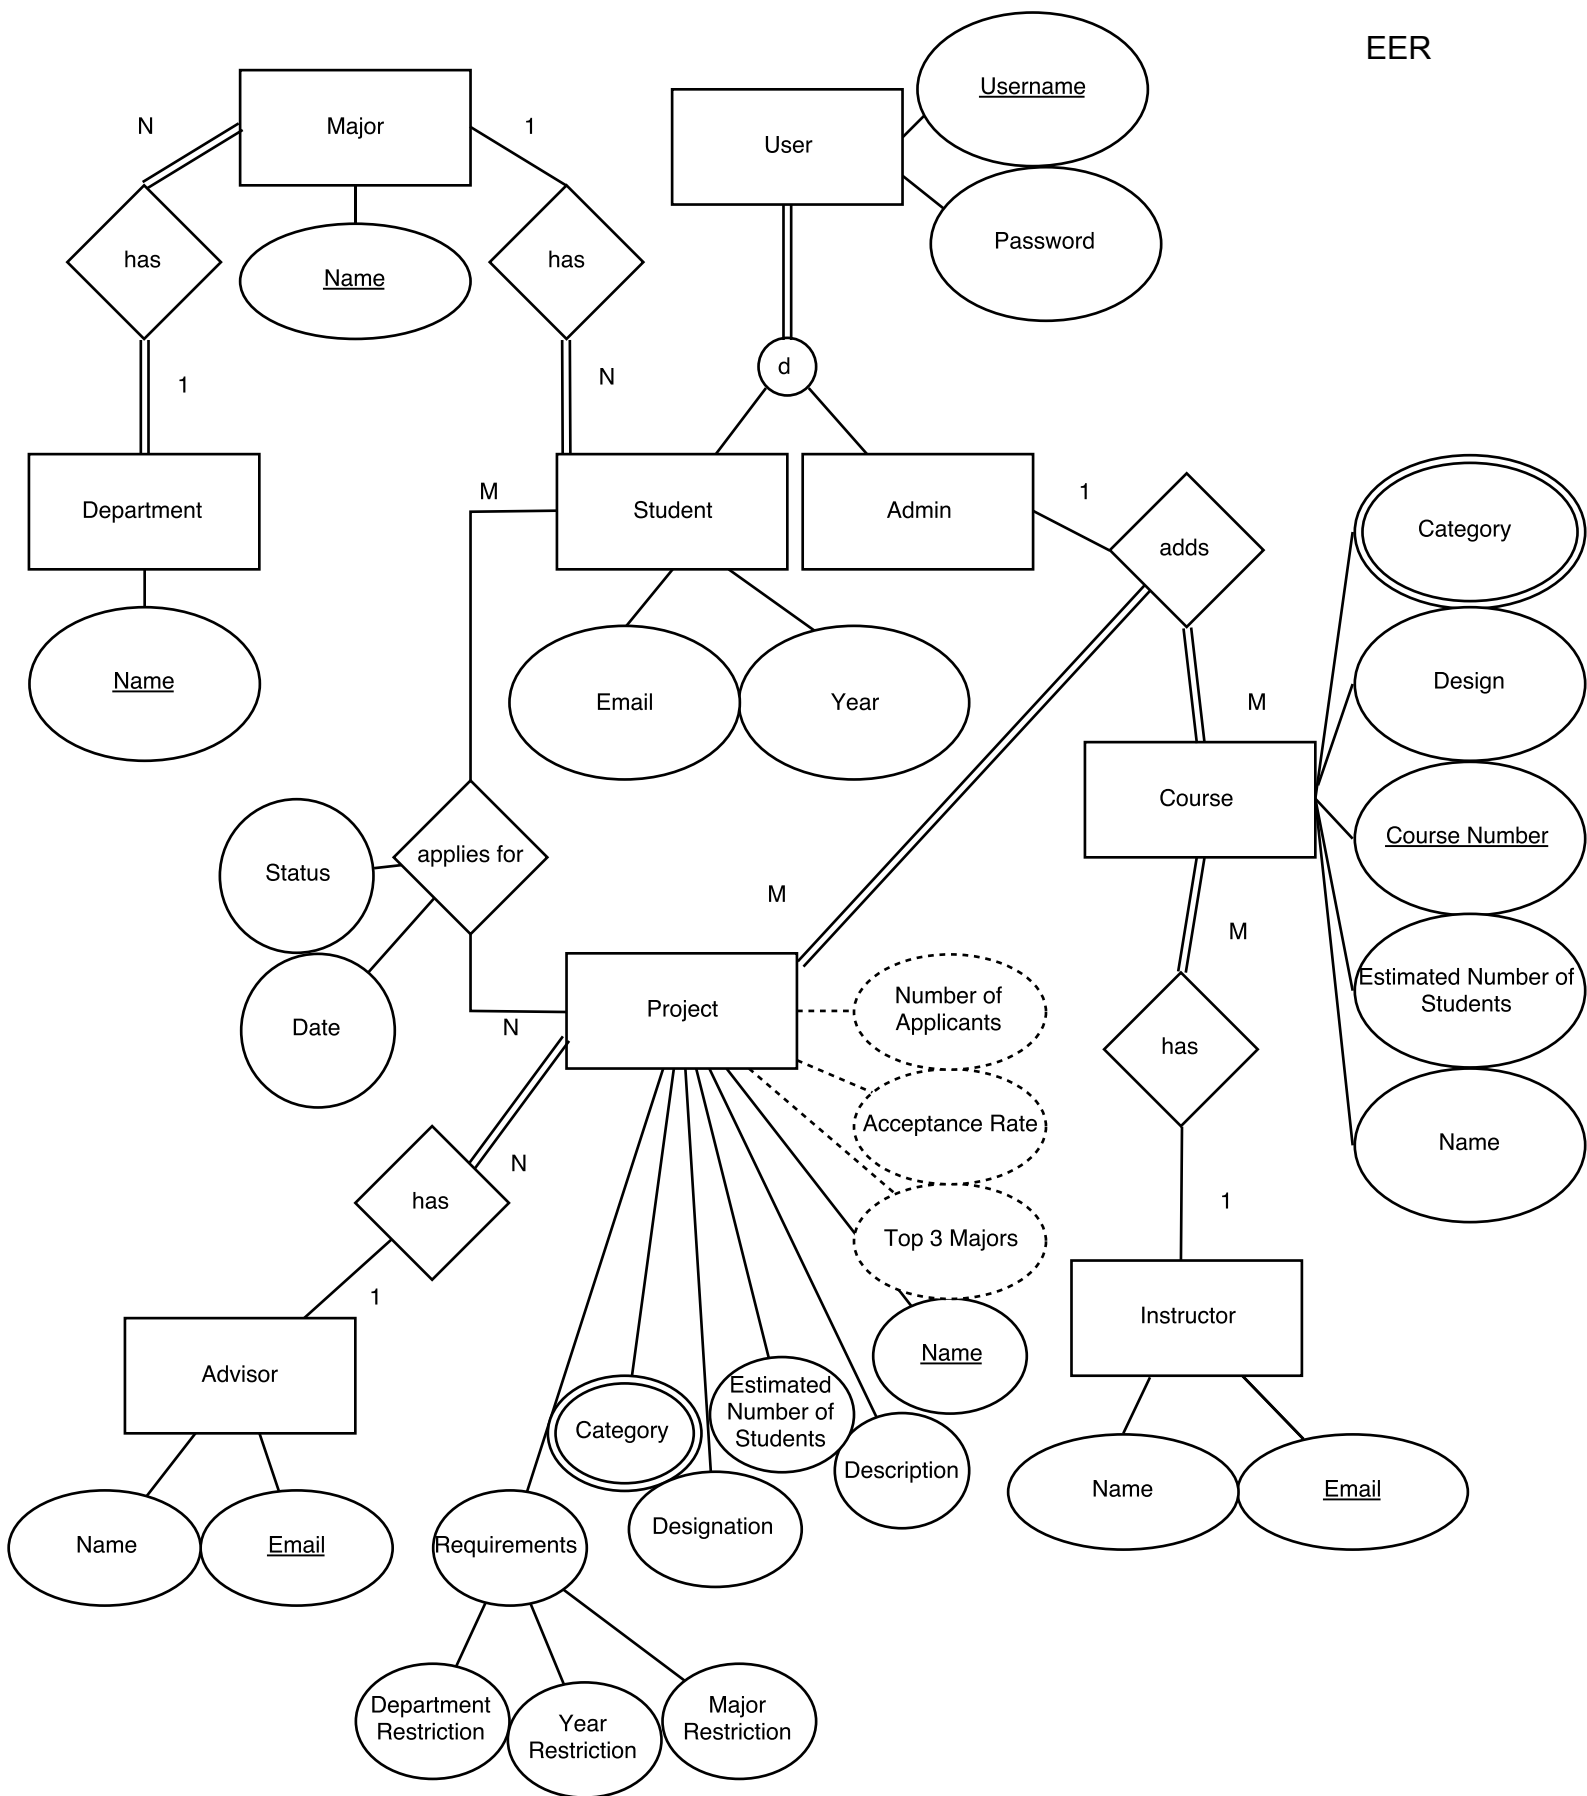 EER
Username
N
Major
1
User
Password
has
Name
has
d
1
N
Department
M
Student
Admin
1
adds
Category
Name
Email
Year
M
Design
Course
Course Number
Status
applies for
M
M
Estimated Number of
Students
Date
N
Project
Number of
Applicants
has
Acceptance Rate
Name
N
has
1
Top 3 Majors
1
Advisor
Name
Instructor
Category
Estimated
Number of
Students
Description
Name
Email
Name
Email
Requirements
Designation
Department
Restriction
Year
Restriction
Major
Restriction